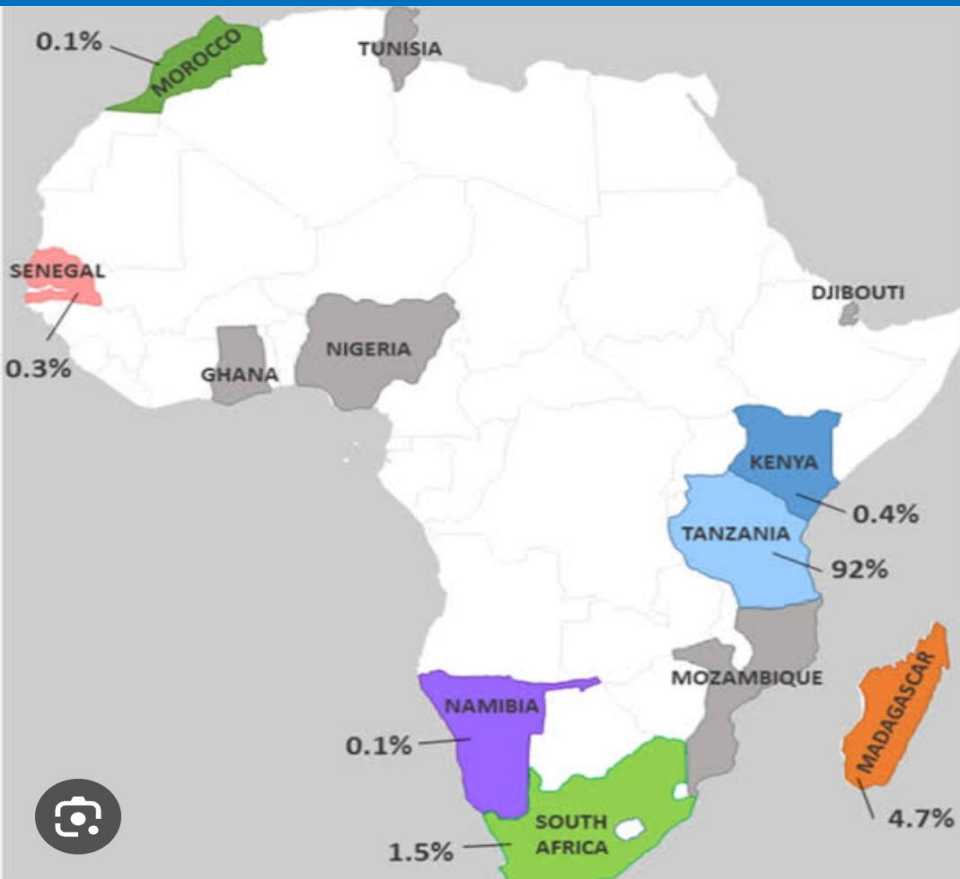 0.1%
MOROCCO
TUNISIA
SENEGAL
0.3%
DJIBOUTI
NIGERIA
GHANA
KENYA
0.4%
TANZANIA
92%
MOZAMBIQUE
NAMIBIA
0.1%
MADAGASCAR
4.7%
SOUTH
AFRICA
1.5%